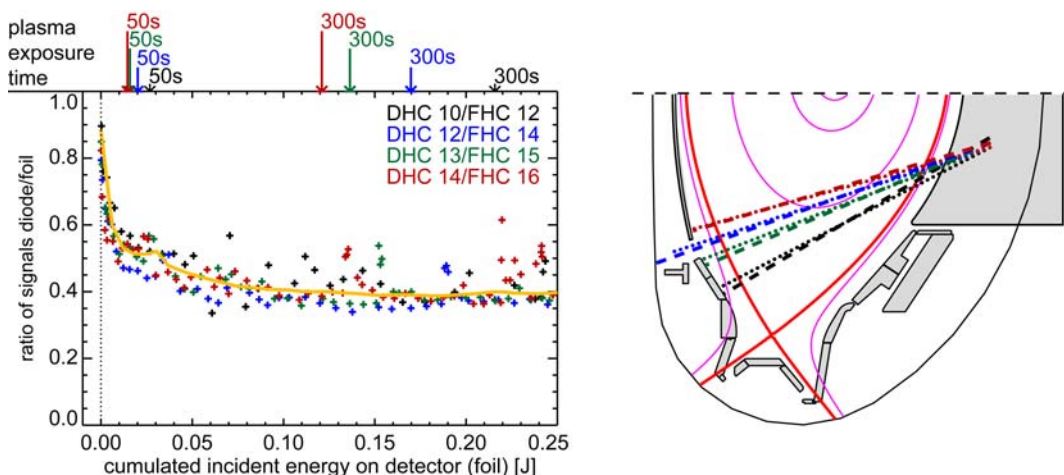 plasma
exposure
time
50s
50s
50s
50s
300s
300s
300s
300s
DHC 10/FHC 12
DHC 12/FHC 14
DHC 13/FHC 15
DHC 14/FHC 16
ratio of signals diode/foil
1.0
0.8
0.6
0.4
0.2
0.0
0.00 0.05 0.10 0.15 0.20 0.25
cumulated incident energy on detector (foil) [J]